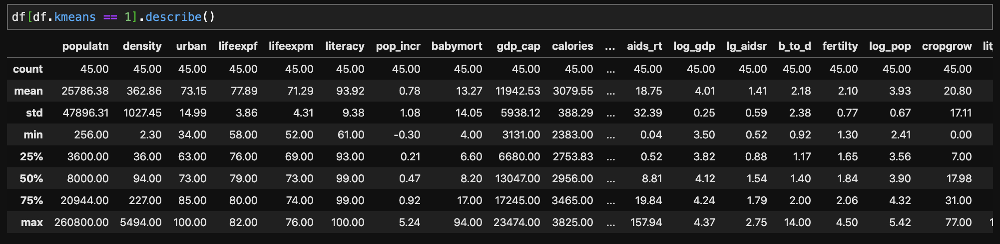 df[df.kmeans == 1].describe()
populatn density urban lifeexpf lifeexpm literacy pop_incr babymort gdp_cap calories ... aids_rt log_gdp lg_aidsr b_to_d fertilty log_pop cropgrow
count 45.00 45.00 45.00 45.00 45.00 45.00 45.00 45.00 45.00 45.00 ... 45.00 45.00 45.00 45.00 45.00 45.00 45.00
mean 25786.38 362.86 73.15 77.89 71.29 93.92 0.78 13.27 11942.53 3079.55 ... 18.75 4.01 1.41 2.18 2.10 3.93 20.80
std 47896.31 1027.45 14.99 3.86 4.31 9.38 1.08 14.05 5938.12 388.29 ... 32.39 0.25 0.59 2.38 0.77 0.67 17.11
min 256.00 2.30 34.00 58.00 52.00 61.00 -0.30 4.00 3131.00 2383.00 ... 0.04 3.50 0.52 0.92 1.30 2.41 0.00
25% 3600.00 36.00 63.00 76.00 69.00 93.00 0.21 6.60 6680.00 2753.83 ... 0.52 3.82 0.88 1.17 1.65 3.56 7.00
50% 8000.00 94.00 73.00 79.00 73.00 99.00 0.47 8.20 13047.00 2956.00 ... 8.81 4.12 1.54 1.40 1.84 3.90 17.98
75% 20944.00 227.00 85.00 80.00 74.00 99.00 0.92 17.00 17245.00 3465.00 ... 19.84 4.24 1.79 2.00 2.06 4.32 31.00
max 260800.00 5494.00 100.00 82.00 76.00 100.00 5.24 94.00 23474.00 3825.00 ... 157.94 4.37 2.75 14.00 4.50 5.42 77.00